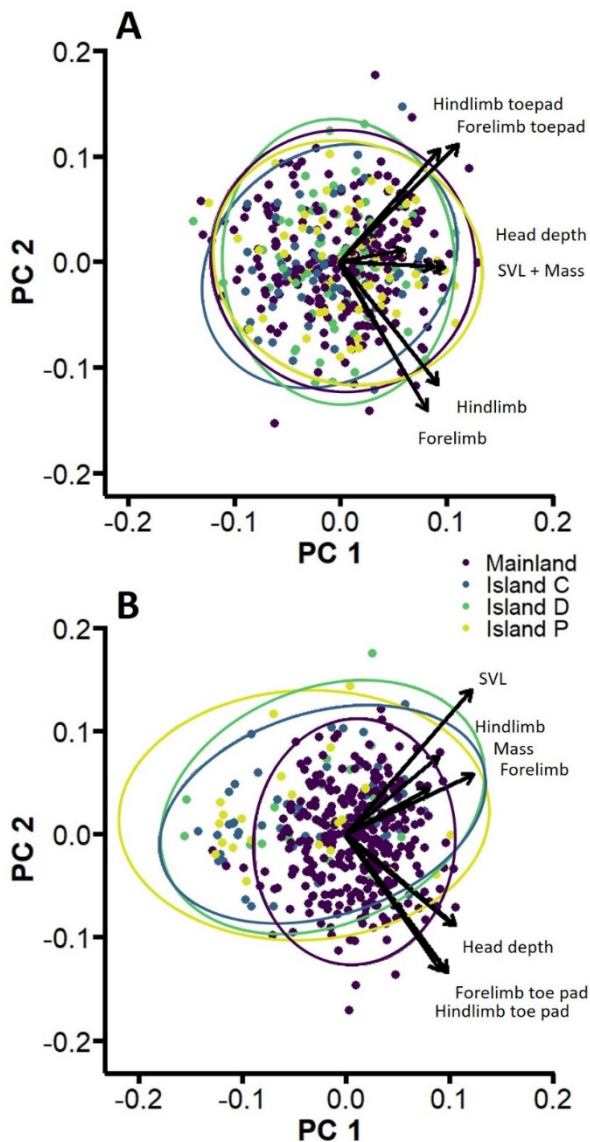 A
0.2
0.1
0.0
-0.1
-0.2
PC 2
Hindlimb toepad
Forelimb toepad
Head depth
SVL + Mass
Hindlimb
Forelimb
-0.2 -0.1 0.0 0.1 0.2
PC 1
Mainland
Island C
Island D
Island P
B
0.2
0.1
0.0
-0.1
-0.2
PC 2
SVL
Hindlimb
Mass
Forelimb
Head depth
Forelimb toe pad
Hindlimb toe pad
-0.2 -0.1 0.0 0.1 0.2
PC 1